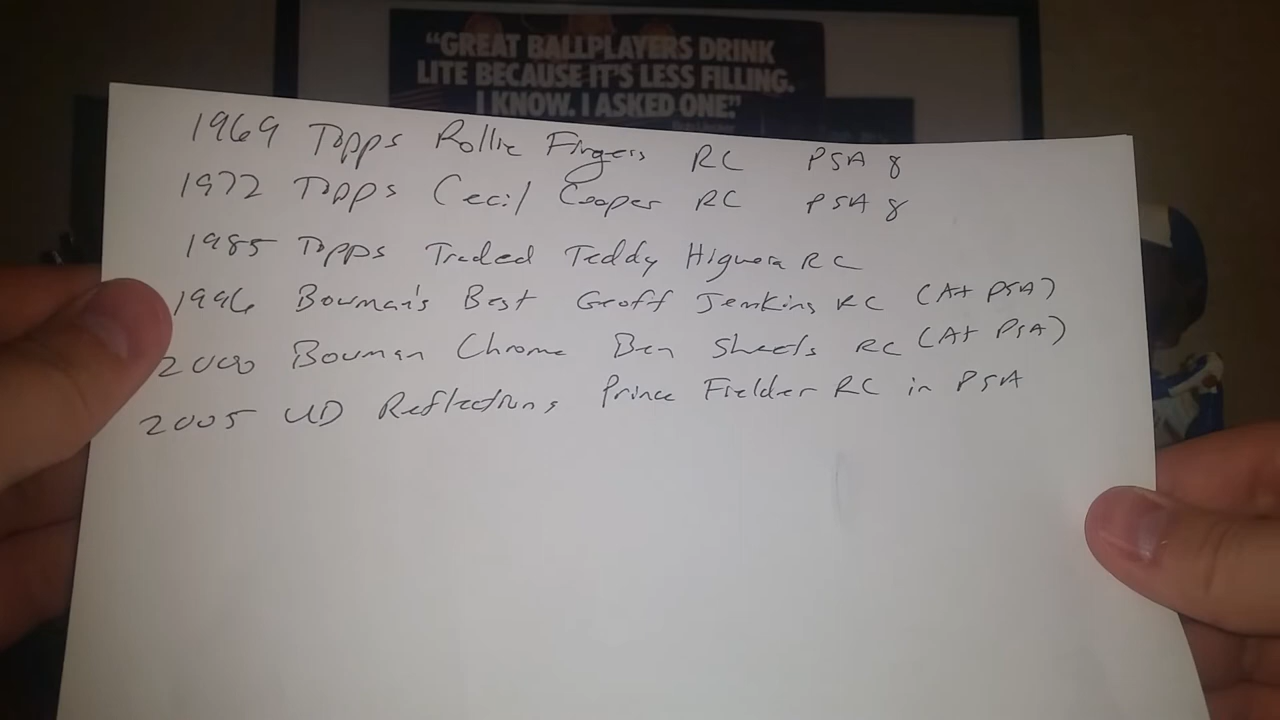 “GREAT BALLPLAYERS DRINK
LITE BECAUSE IT'S LESS FILLING.
I KNOW. I ASKED ONE.”
1969 Topps Rollie Fingers RC PSA 8
1972 Topps Cecil Cooper RC PSA 8
1985 Topps Traded Teddy Higuera RC
1996 Bowman's Best Geoff Jenkins RC (At PSA)
2000 Bowman Chrome Ben Sheets RC (At PSA)
2005 UD Reflections Prince Fielder RC in PSA